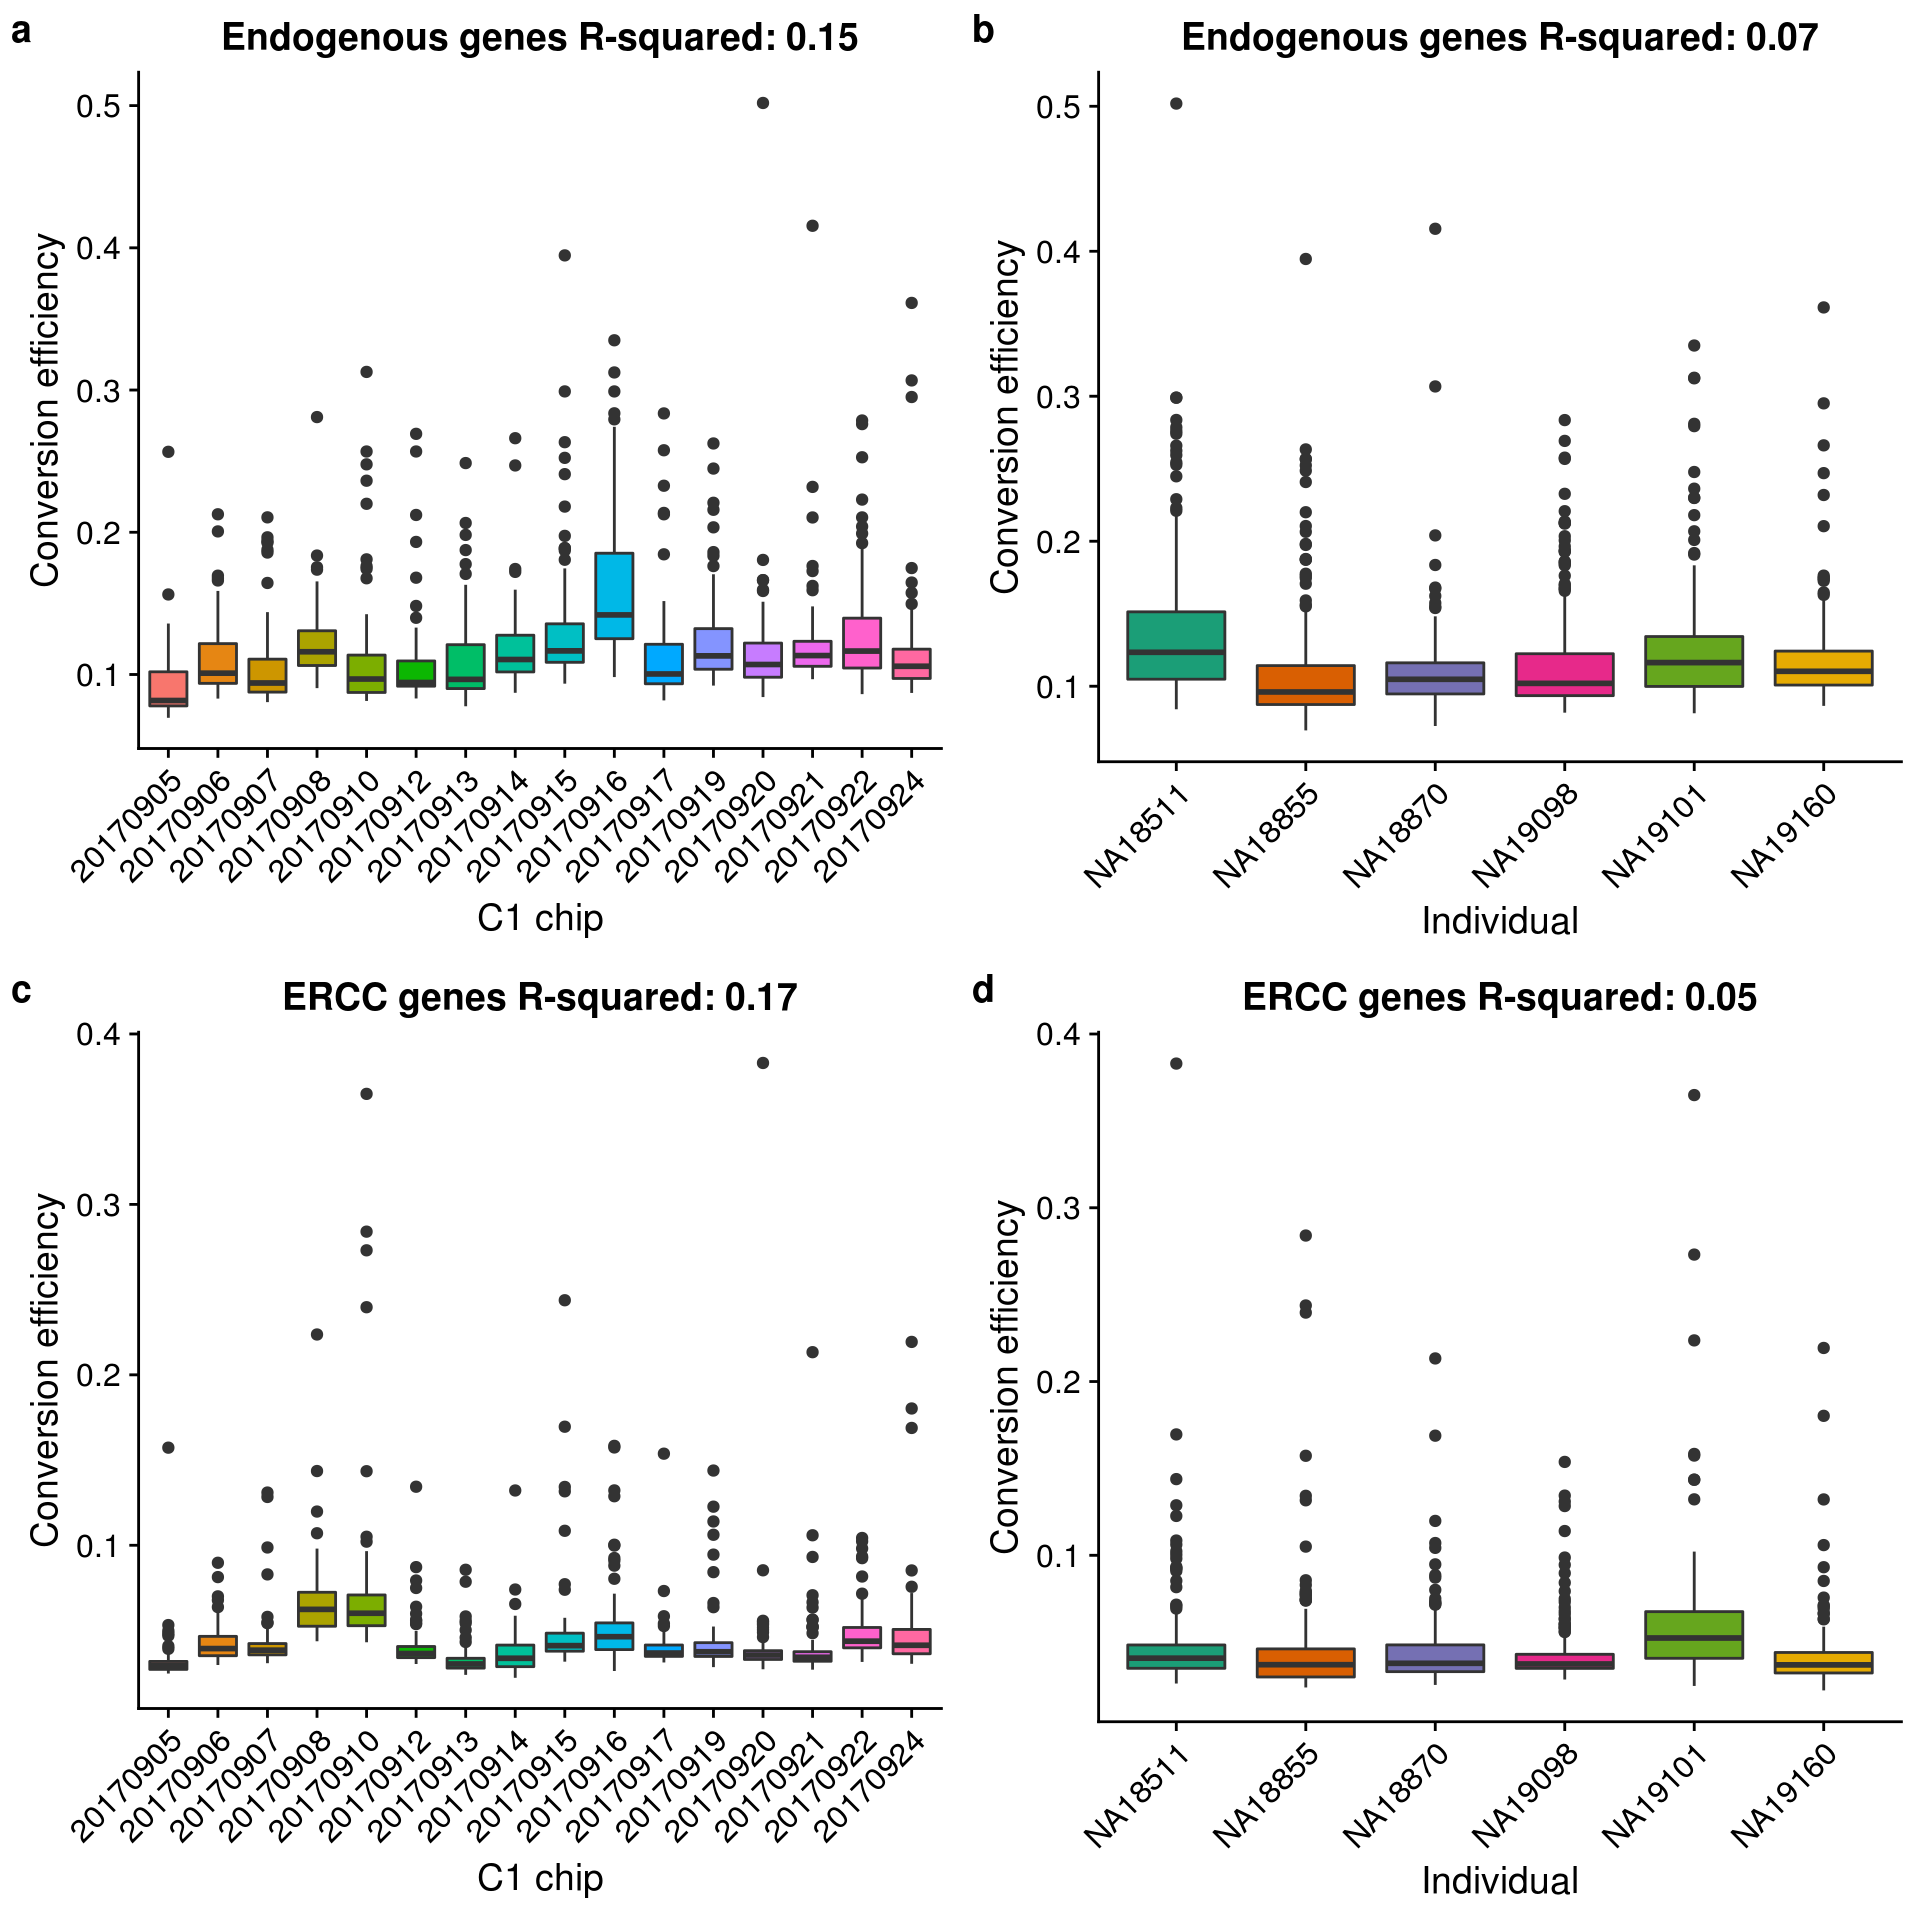 a
Endogenous genes R-squared: 0.15
Conversion efficiency
0.5
0.4
0.3
0.2
0.1
20170905
20170906
20170907
20170908
20170910
20170912
20170913
20170914
20170915
20170916
20170917
20170919
20170920
20170921
20170922
20170924
C1 chip
b
Endogenous genes R-squared: 0.07
Conversion efficiency
0.5
0.4
0.3
0.2
0.1
NA18511
NA18855
NA18870
NA19098
NA19101
NA19160
Individual
c
ERCC genes R-squared: 0.17
Conversion efficiency
0.4
0.3
0.2
0.1
20170905
20170906
20170907
20170908
20170910
20170912
20170913
20170914
20170915
20170916
20170917
20170919
20170920
20170921
20170922
20170924
C1 chip
d
ERCC genes R-squared: 0.05
Conversion efficiency
0.4
0.3
0.2
0.1
NA18511
NA18855
NA18870
NA19098
NA19101
NA19160
Individual